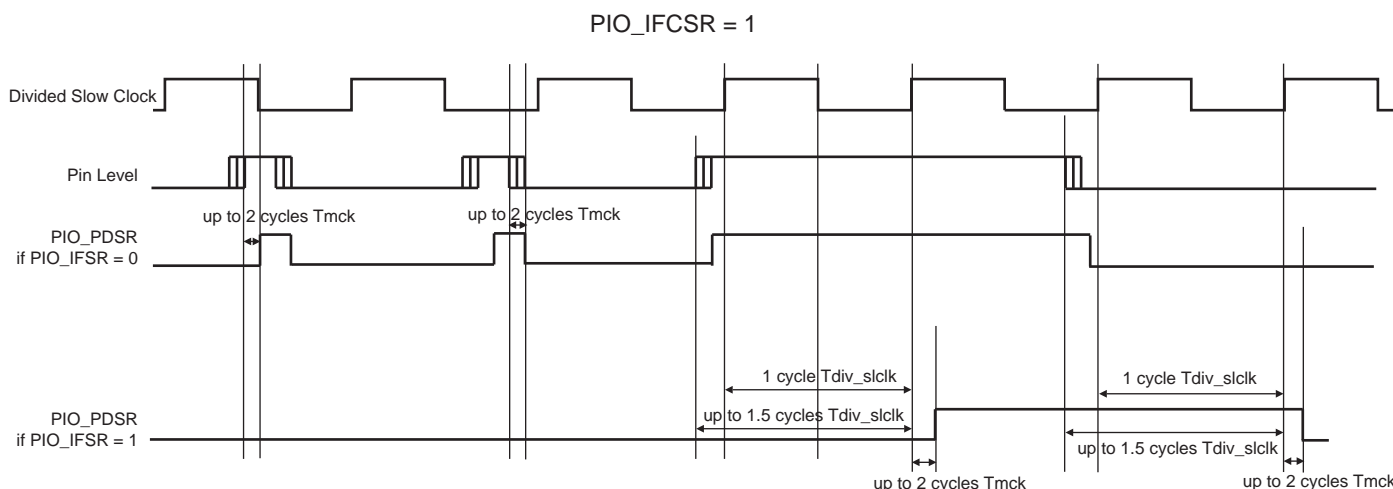 PIO_IFCSR = 1
Divided Slow Clock
Pin Level
up to 2 cycles Tmck
up to 2 cycles Tmck
PIO_PDSR
if PIO_IFSR = 0
1 cycle Tdiv_slclk
1 cycle Tdiv_slclk
up to 1.5 cycles Tdiv_slclk
PIO_PDSR
if PIO_IFSR = 1
up to 1.5 cycles Tdiv_slclk
up to 2 cycles Tmck
up to 2 cycles Tmck